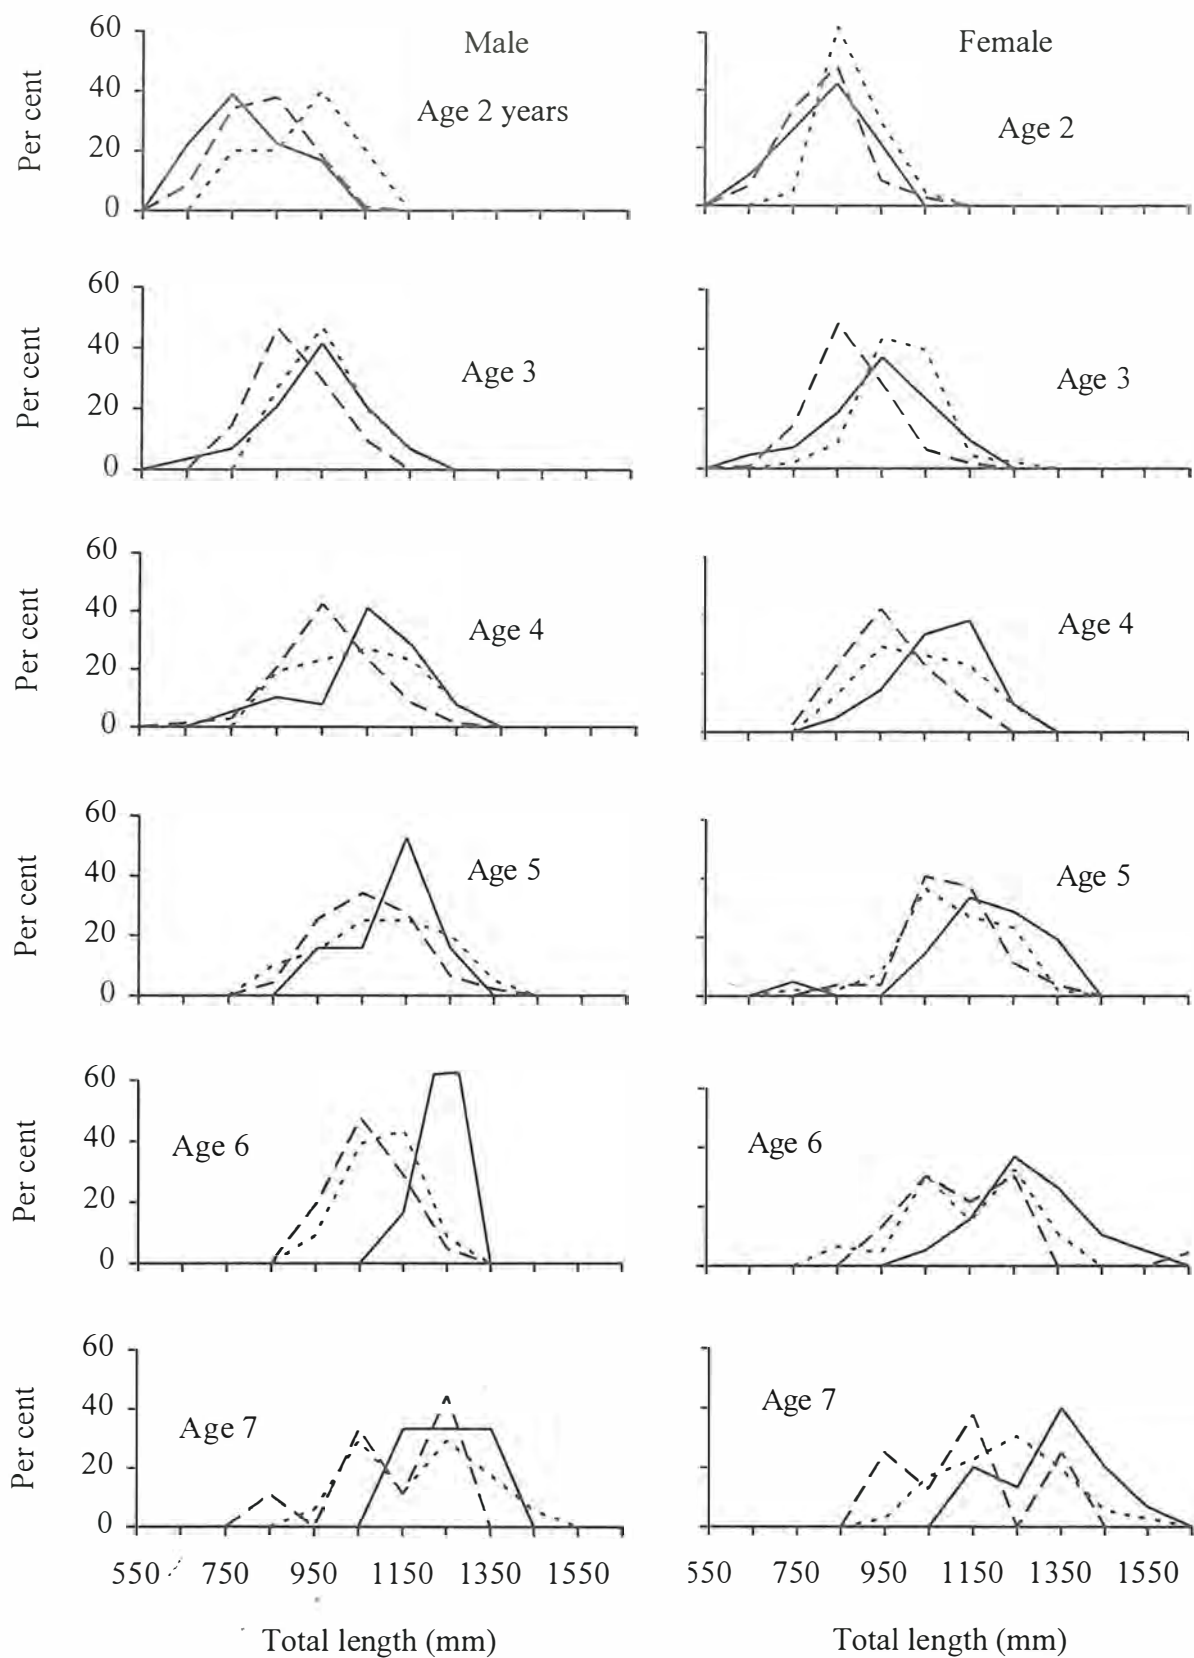 60
Male
Female
40
Age 2 years
Age 2
20
0
Per cent
60
40
Age 3
Age 3
20
0
Per cent
60
40
Age 4
Age 4
20
0
Per cent
60
40
Age 5
Age 5
20
0
Per cent
60
40
Age 6
Age 6
20
0
Per cent
60
40
Age 7
Age 7
20
0
Per cent
550 750 950 1150 1350 1550
550 750 950 1150 1350 1550
Total length (mm)
Total length (mm)